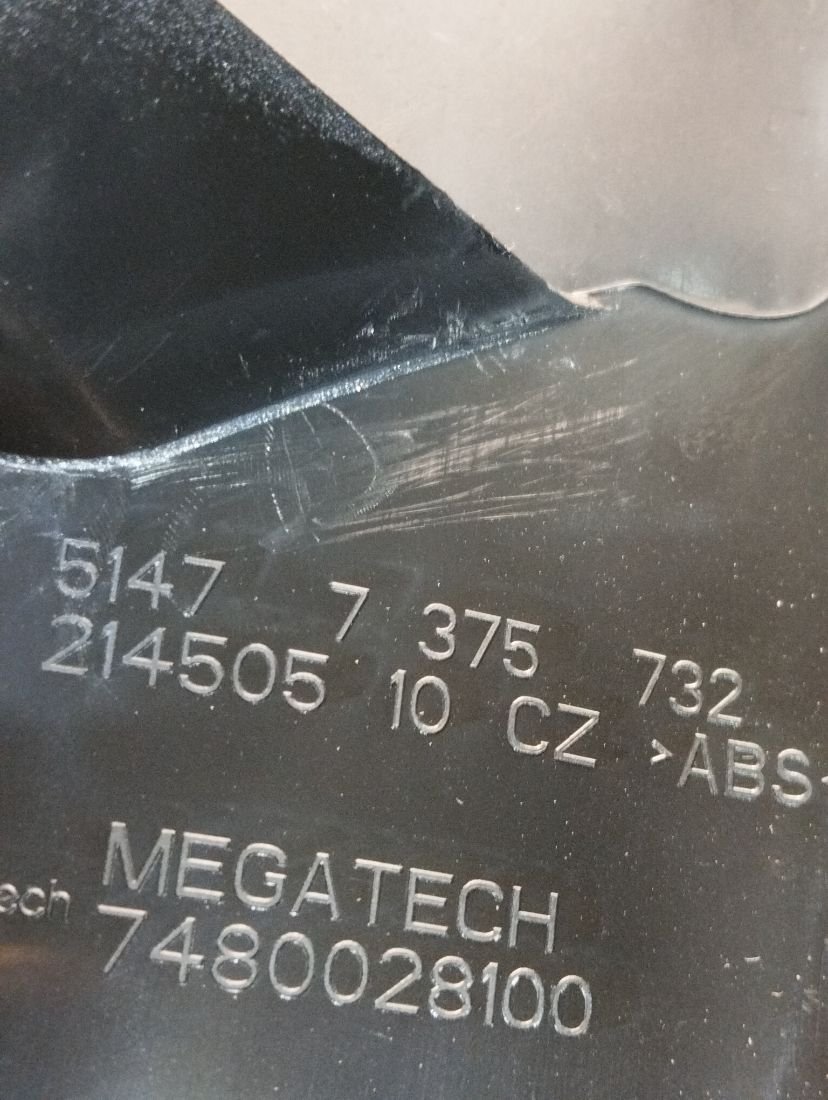 5147 7 375 732
214505 10 CZ >ABS
MEGATECH
ech 7480028100